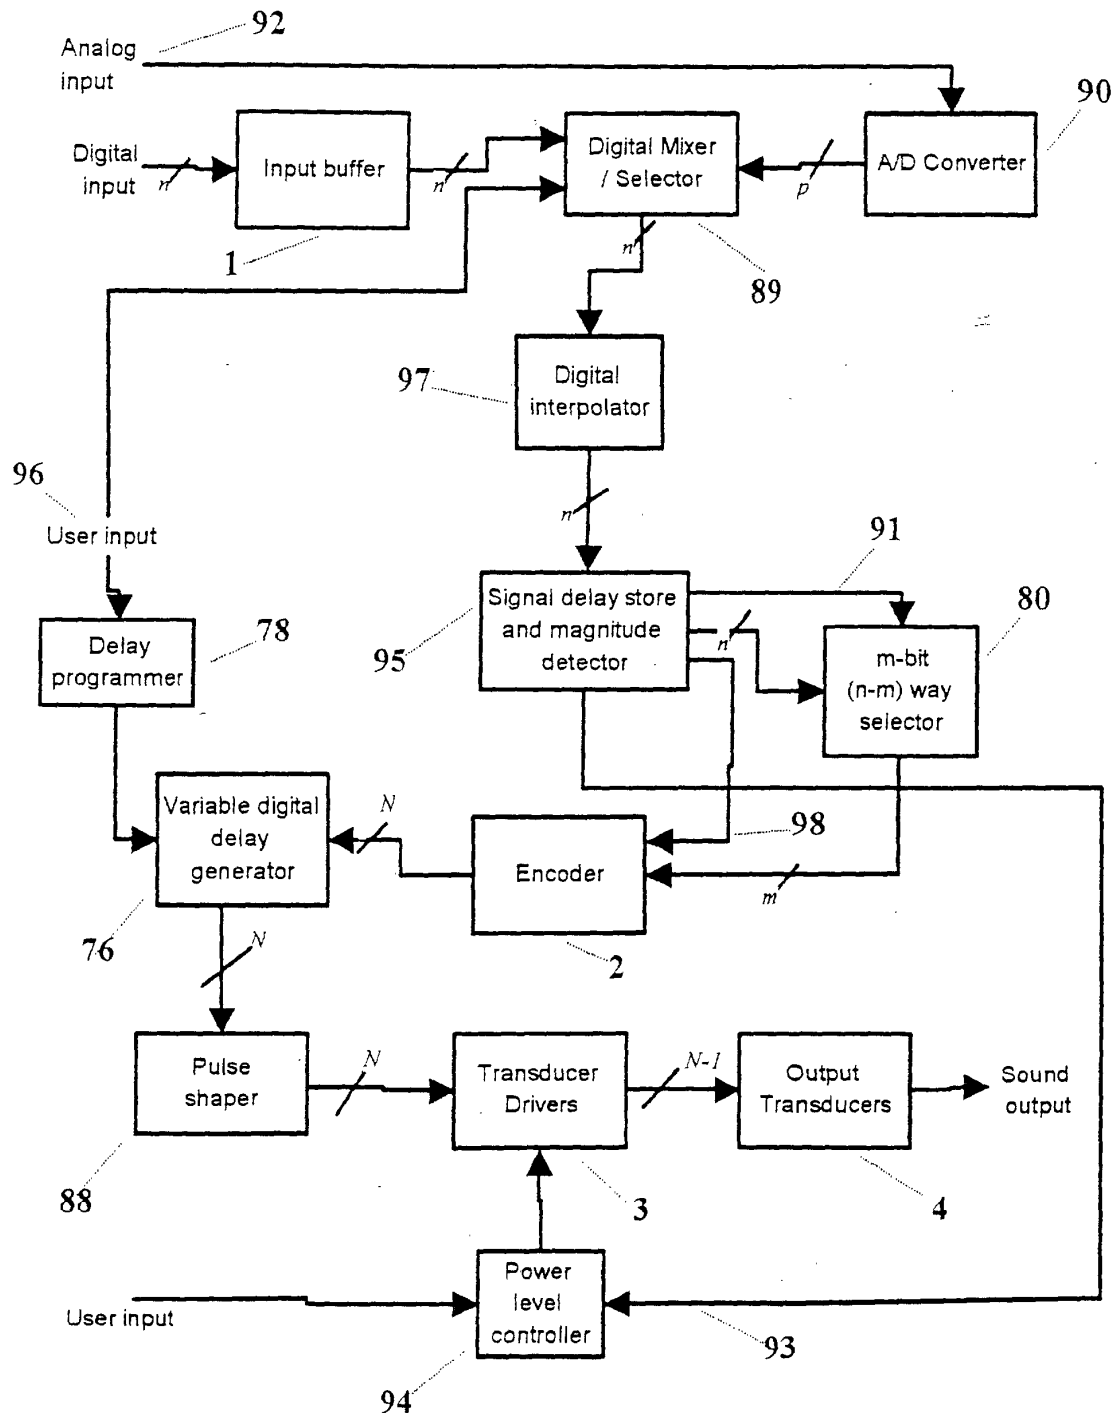 92
Analog
input
90
Digital
input
n
Input buffer
n
Digital Mixer
/ Selector
p
A/D Converter
1
n
89
97
Digital
interpolator
96
User input
n
91
Signal delay store
and magnitude
detector
95
n
80
m-bit
(n-m) way
selector
78
Delay
programmer
Variable digital
delay
generator
N
98
Encoder
m
76
N
2
Pulse
shaper
N
Transducer
Drivers
N-1
Output
Transducers
Sound
output
88
3
4
User input
Power
level
controller
93
94